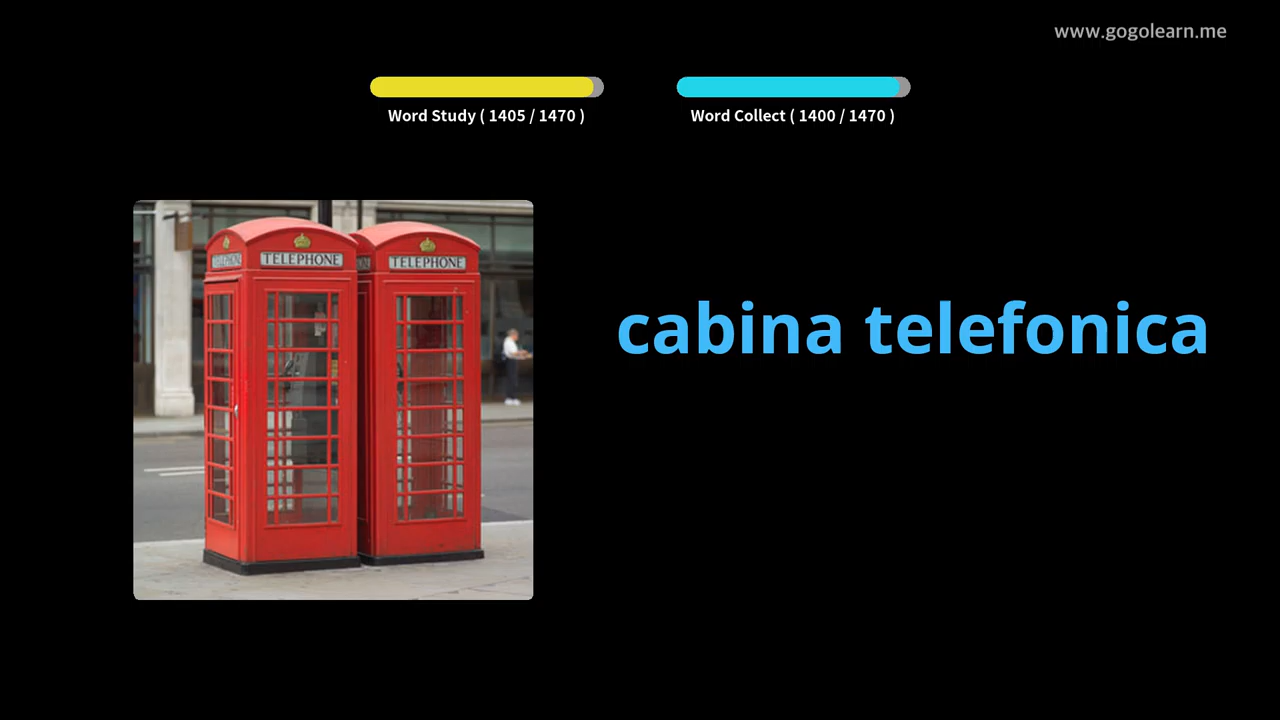 www.gogolearn.me
Word Study ( 1405 / 1470 )
Word Collect ( 1400 / 1470 )
TELEPHONE
TELEPHONE
cabina telefonica